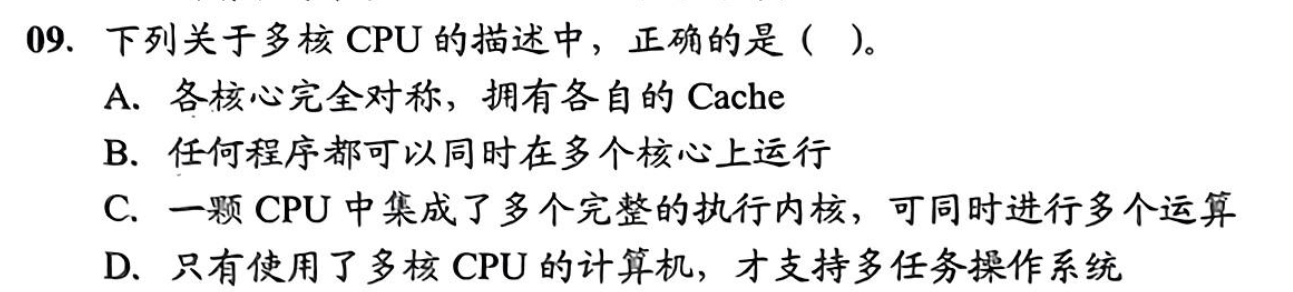 09. 下列关于多核 CPU 的描述中，正确的是（ ）。
A. 各核心完全对称，拥有各自的 Cache
B. 任何程序都可以同时在多个核心上运行
C. 一颗 CPU 中集成了多个完整的执行内核，可同时进行多个运算
D. 只有使用了多核 CPU 的计算机，才支持多任务操作系统